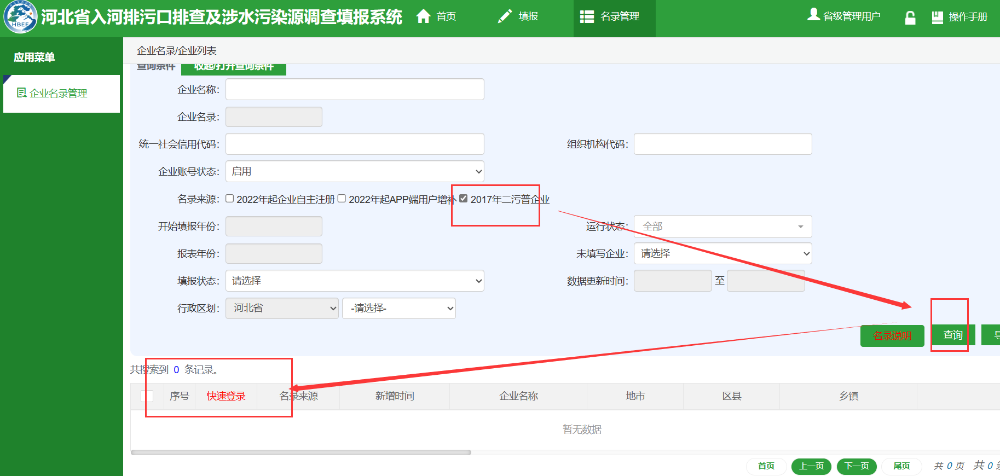 HBEE
河北省入河排污口排查及涉水污染源调查填报系统
首页
填报
名录管理
省级管理用户
操作手册
应用菜单
企业名录管理
企业名录/企业列表
查询条件 收起/打开查询条件
企业名称：
企业名录：
统一社会信用代码：
组织机构代码：
企业账号状态： 启用
名录来源： 2022年起企业自主注册 2022年起APP端用户增补 2017年二污普企业
开始填报年份：
运行状态： 全部
报表年份：
未填写企业： 请选择
填报状态： 请选择
数据更新时间： 至
行政区划： 河北省 -请选择-
名录说明 查询 导
共搜索到 0 条记录。
序号 快速登录 名录来源 新增时间 企业名称 地市 区县 乡镇
暂无数据
首页 上一页 下一页 尾页 共 0 页 共 0 条